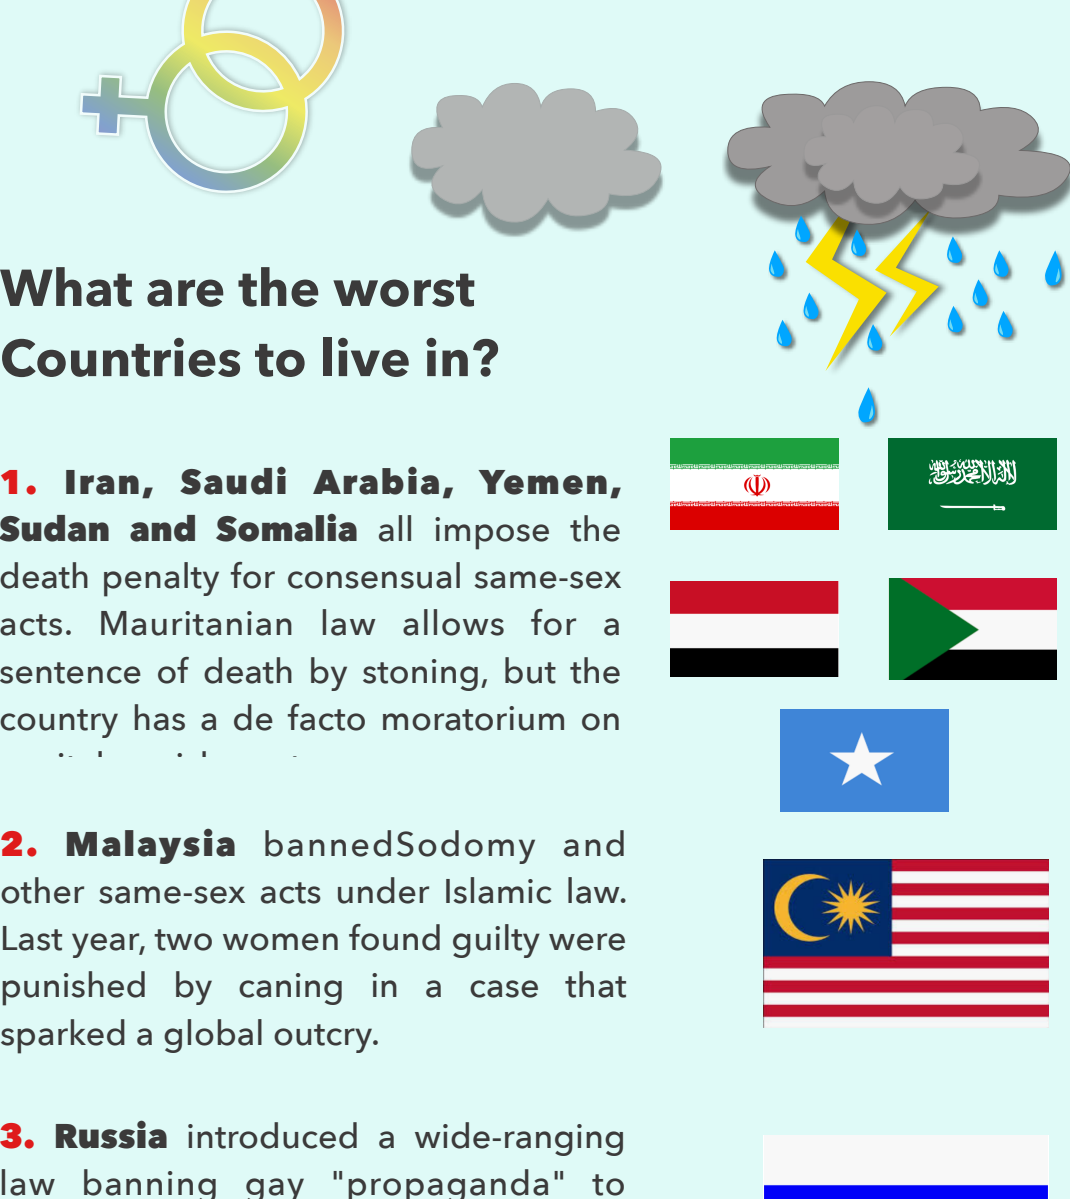 What are the worst
Countries to live in?
1. Iran, Saudi Arabia, Yemen,
Sudan and Somalia all impose the
death penalty for consensual same-sex
acts. Mauritanian law allows for a
sentence of death by stoning, but the
country has a de facto moratorium on
2. Malaysia bannedSodomy and
other same-sex acts under Islamic law.
Last year, two women found guilty were
punished by caning in a case that
sparked a global outcry.
3. Russia introduced a wide-ranging
law banning gay "propaganda" to